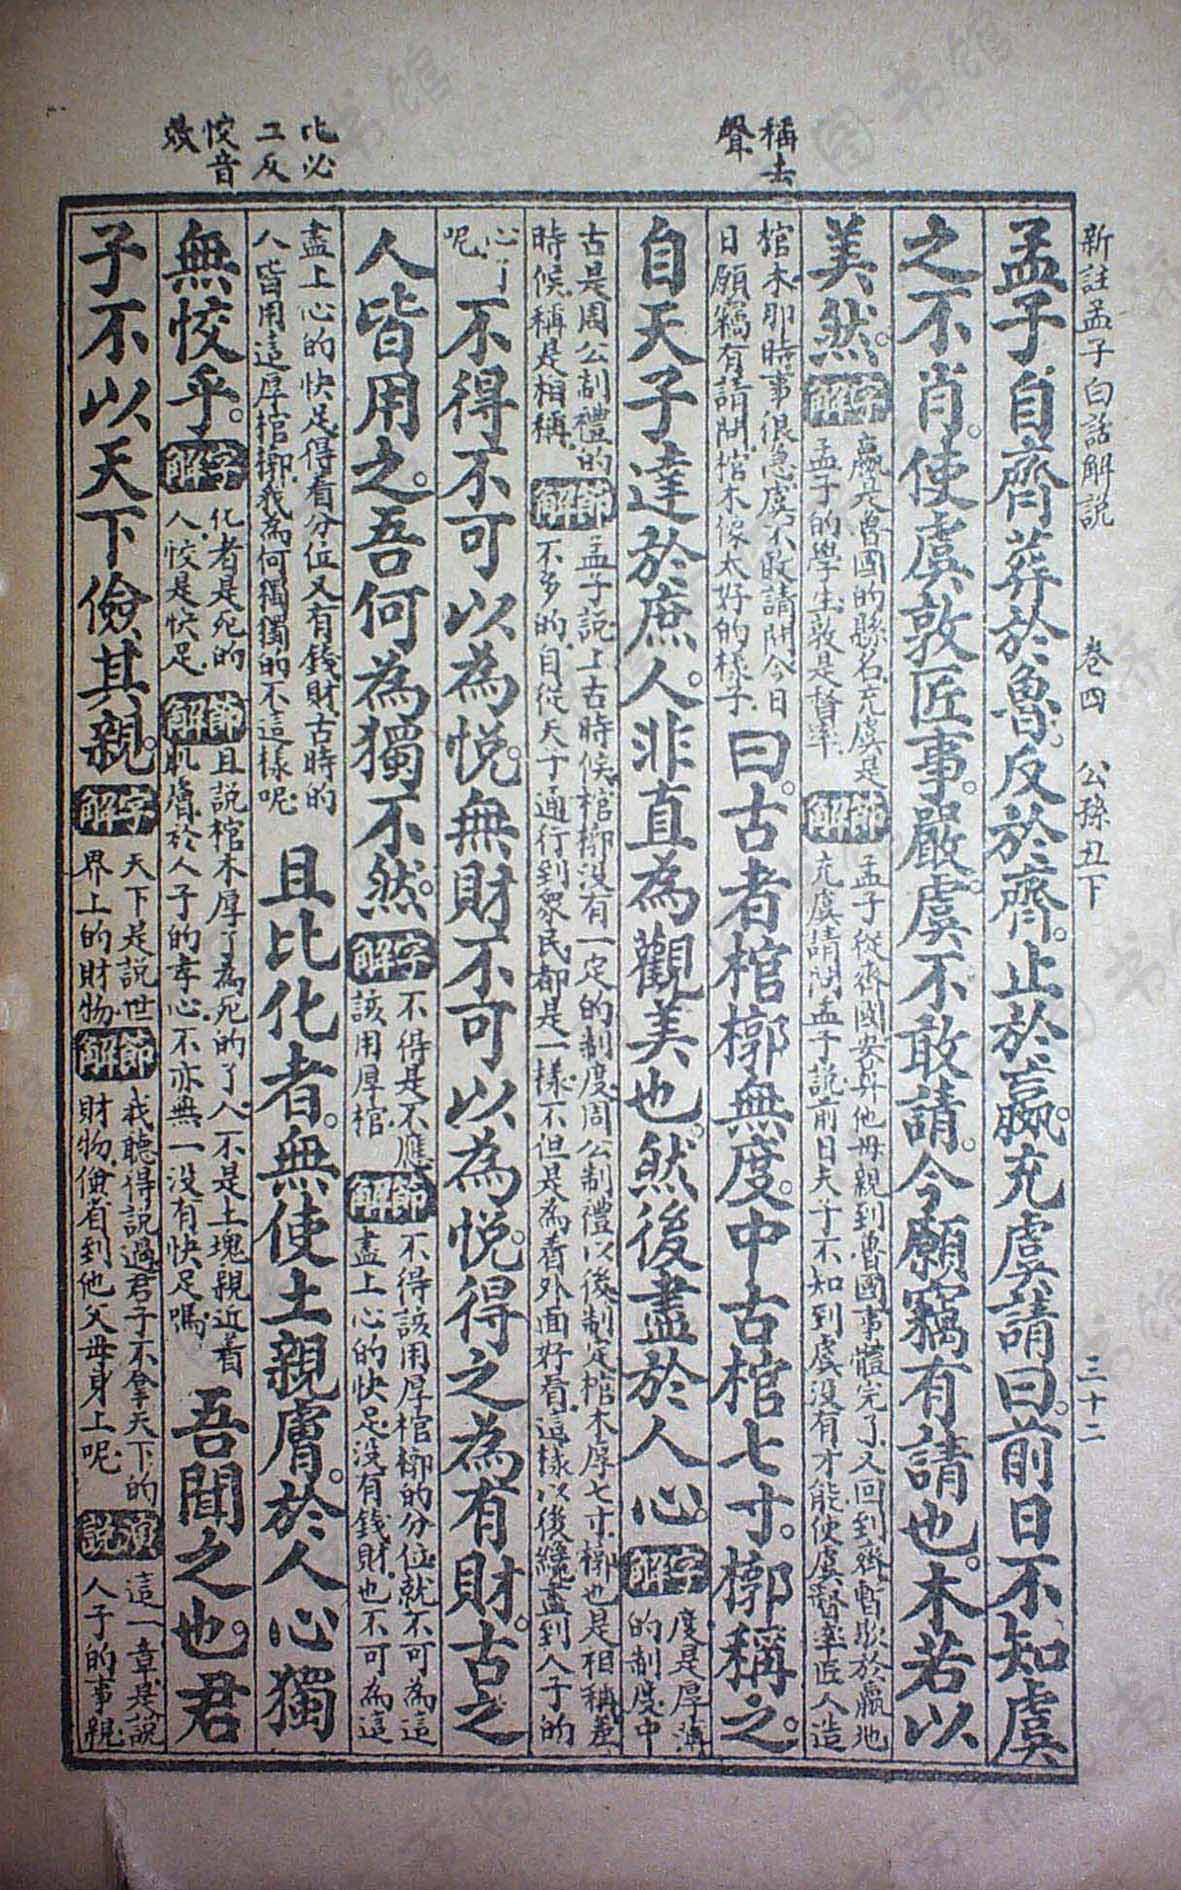 新註孟子白話解說 卷四 公孫丑下 三十二
稱去
聲
比必
二反
恔音
效
孟子自齊葬於魯。反於齊。止於嬴。充虞請曰。前日不知虞
之不肖。使虞敦匠事。嚴。虞不敢請。今願竊有請也。木若以
美然。
字解
嬴是魯國的縣名、充虞是
孟子的學生、敦是督率、
節解
孟子從齊國安葬他母親到魯國、事體完了、又回到齊、暫歇於嬴地
充虞請問孟子說、前日夫子不知到虞沒有才能、使虞督率匠人造
棺木、那時事很急、虞不敢請問、今日
日願竊有請問、棺木像太好的樣子、
曰。古者棺槨無度。中古棺七寸。槨稱之。
自天子達於庶人。非直為觀美也。然後盡於人心。
字解
度是厚薄
的制度、中
古是周公制禮的
時候、稱是相稱、
節解
孟子說、上古時候、棺槨沒有一定的制度、周公制禮以後、制定棺木厚七寸、槨也是相稱差
不多的、自從天子通行到眾民、都是一樣、不但是為着外面好看、這樣以後纔盡到人子的
心了
呢、
不得不可以為悅。無財不可以為悅。得之為有財。古之
人皆用之。吾何為獨不然。
字解
不得是不應
該用厚棺
節解
不得該用厚棺槨的分位、就不可為這
盡上心的快足、沒有錢財、也不可為這
盡上心的快足、得看分位、又有錢財、古時的
人皆用這厚棺槨、我為何獨獨的不這樣呢、
且比化者。無使土親膚。於人心獨
無恔乎。
字解
化者是死的
人、恔是快足、
節解
且說棺木厚了、為死的了人、不是土塊親近着
肌膚、於人子的孝心、不亦無一沒有快足嗎、
吾聞之也。君
子不以天下儉其親。
字解
天下是說世
界上的財物、
節解
我聽得說過、君子不拿天下的
財物、儉省到他父母身上呢、
這一章是說
人子的事親